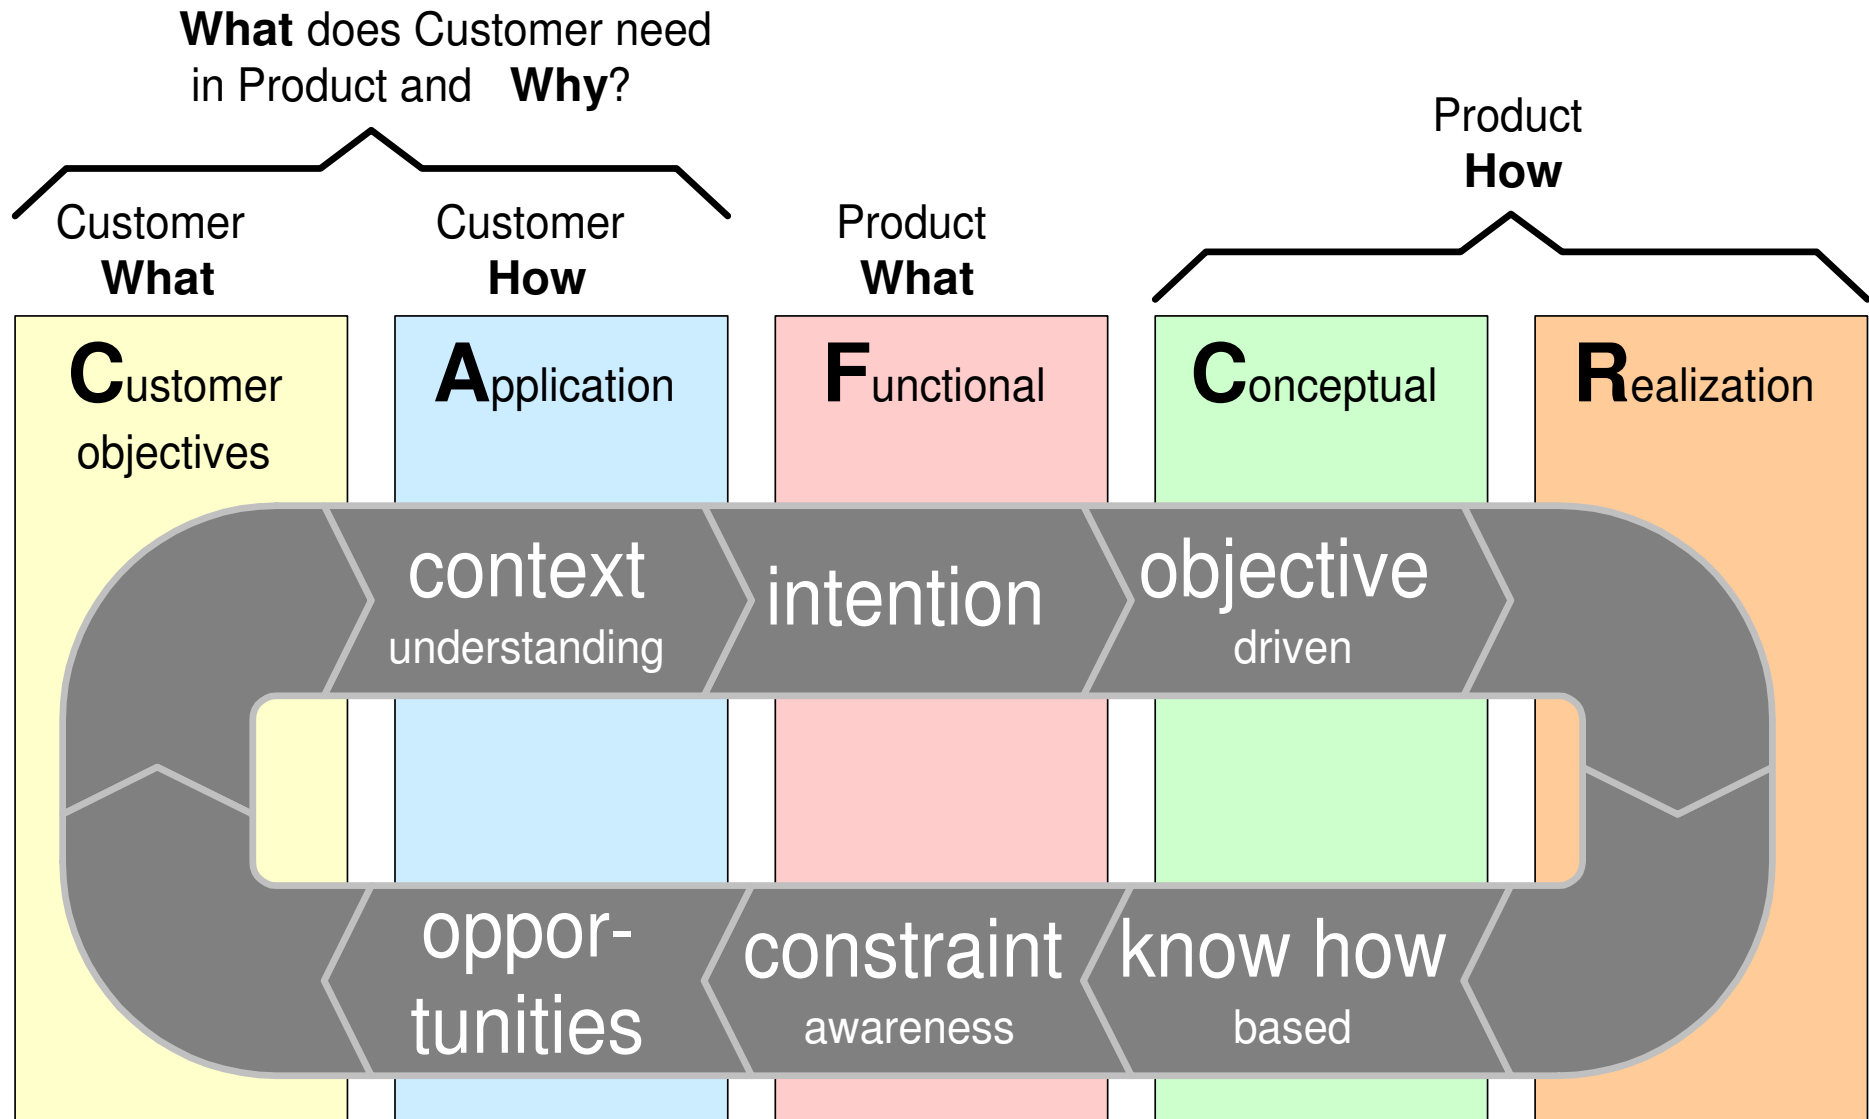 What does Customer need
in Product and Why?
Product
How
Customer
What
Customer
How
Product
What
Customer
objectives
Application
Functional
Conceptual
Realization
context
understanding
intention
objective
driven
oppor-
tunities
constraint
awareness
know how
based